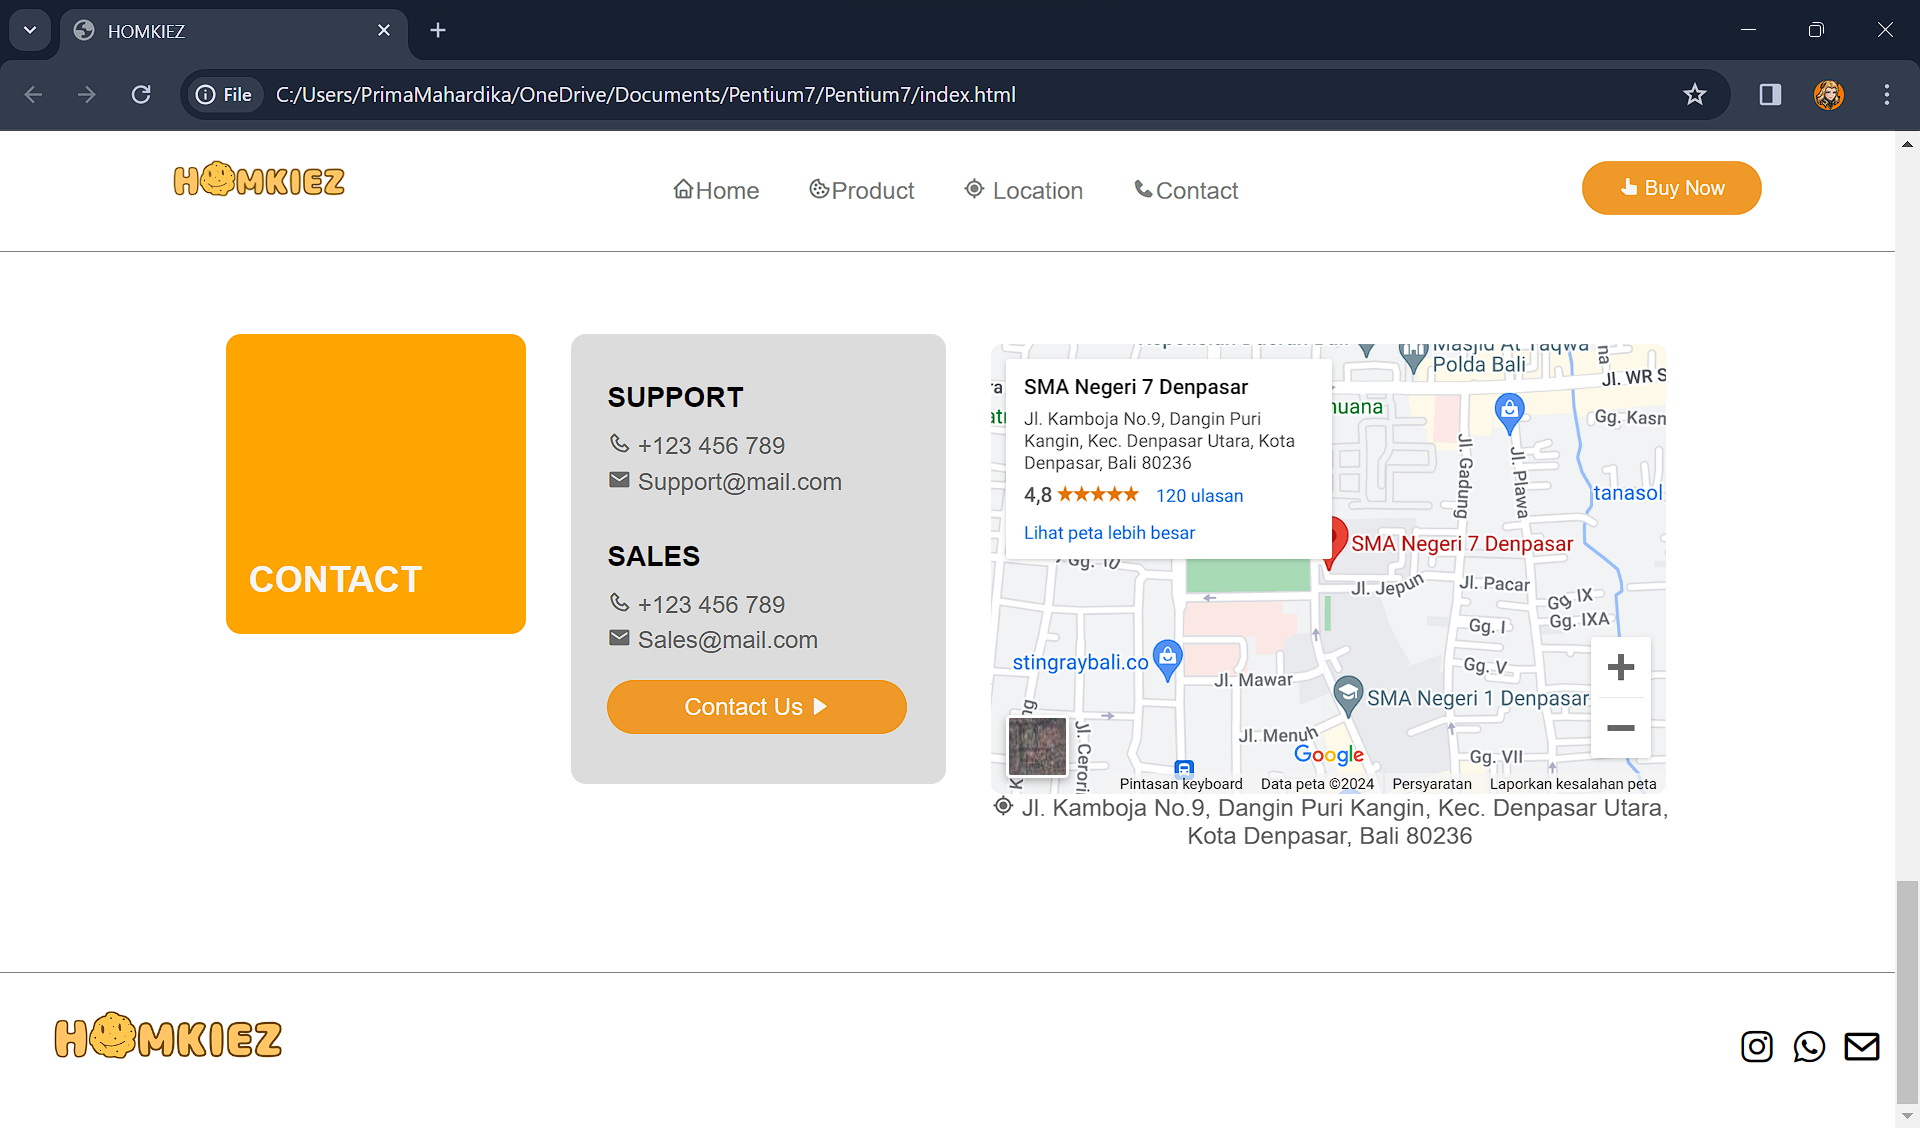 HOMKIEZ
File
C:/Users/PrimaMahardika/OneDrive/Documents/Pentium7/Pentium7/index.html
HOMKIEZ
Home
Product
Location
Contact
Buy Now
CONTACT
SUPPORT
+123 456 789
Support@mail.com
SALES
+123 456 789
Sales@mail.com
Contact Us
SMA Negeri 7 Denpasar
Jl. Kamboja No.9, Dangin Puri
Kangin, Kec. Denpasar Utara, Kota
Denpasar, Bali 80236
4,8
120 ulasan
Lihat peta lebih besar
Masjid At Taqwa
Polda Bali
Jl. WR S
Gg. Kasn
Jl. Gadung
Jl. Plawa
tanasol
SMA Negeri 7 Denpasar
Gg. 10
Jl. Jepun
Jl. Pacar
Gg. IX
Gg. IXA
Gg. I
stingraybali.co
Gg. V
Jl. Mawar
SMA Negeri 1 Denpasar
Jl. Menuh
Google
Gg. VII
Pintasan keyboard
Data peta ©2024
Persyaratan
Laporkan kesalahan peta
Jl. Kamboja No.9, Dangin Puri Kangin, Kec. Denpasar Utara,
Kota Denpasar, Bali 80236
HOMKIEZ